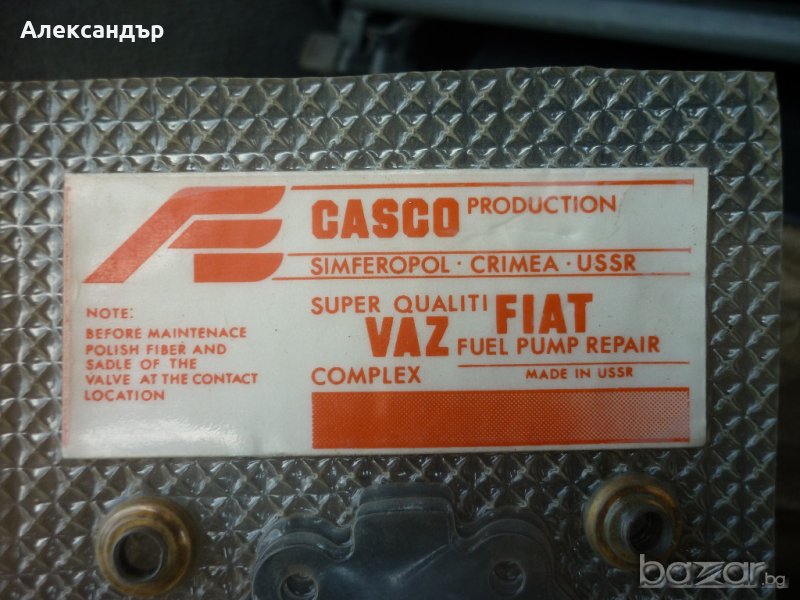 Александър
CASCO PRODUCTION
SIMFEROPOL · CRIMEA · USSR
NOTE:
BEFORE MAINTENACE
POLISH FIBER AND
SADLE OF THE
VALVE AT THE CONTACT
LOCATION
SUPER QUALITI FIAT
VAZ FUEL PUMP REPAIR
COMPLEX MADE IN USSR
bazar.bg